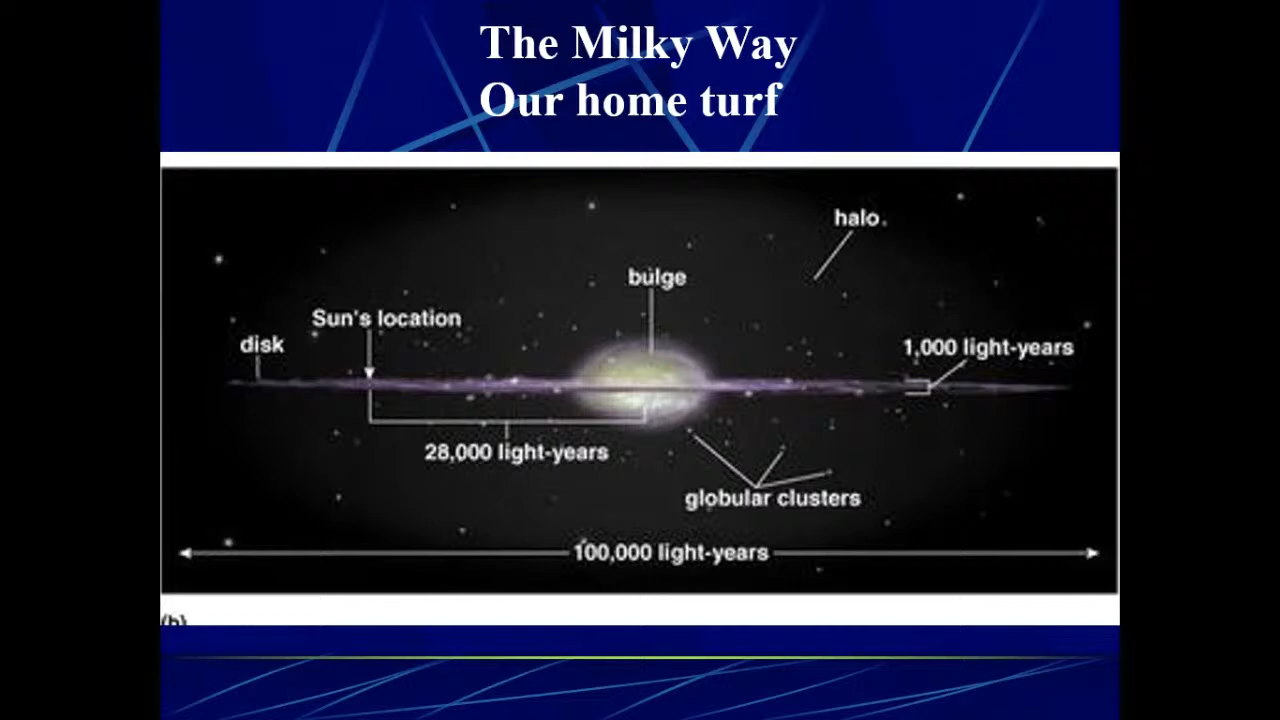 The Milky Way
Our home turf
halo
bulge
Sun's location
disk
1,000 light-years
28,000 light-years
globular clusters
100,000 light-years
(b)